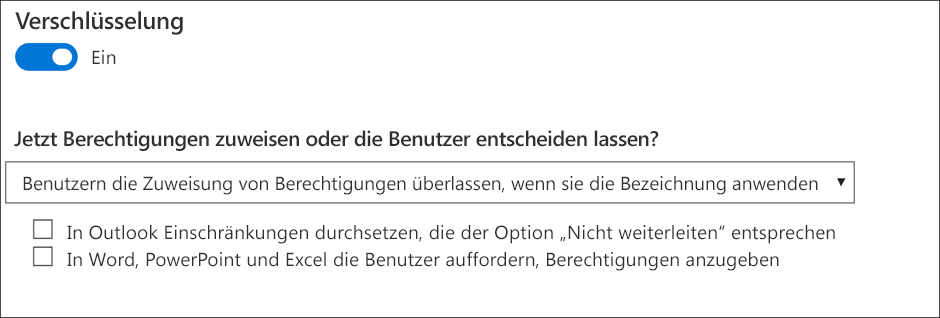 Verschlüsselung
Ein
Jetzt Berechtigungen zuweisen oder die Benutzer entscheiden lassen?
Benutzern die Zuweisung von Berechtigungen überlassen, wenn sie die Bezeichnung anwenden
In Outlook Einschränkungen durchsetzen, die der Option „Nicht weiterleiten“ entsprechen
In Word, PowerPoint und Excel die Benutzer auffordern, Berechtigungen anzugeben